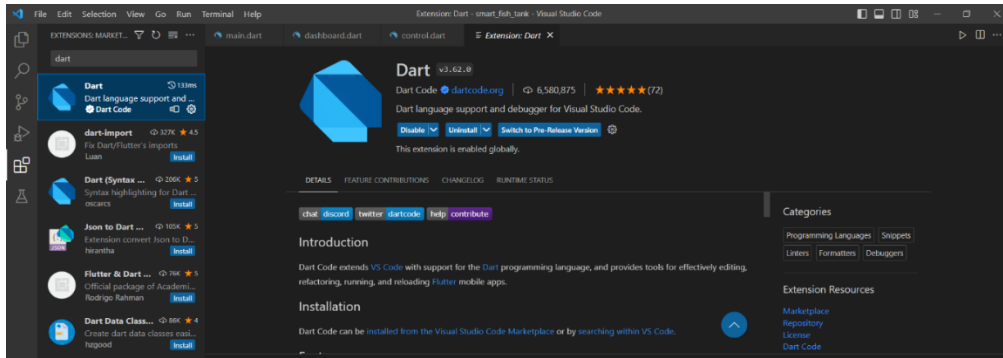 File Edit Selection View Go Run Terminal Help
Extension: Dart - smart_fish_tank - Visual Studio Code
EXTENSIONS: MARKET...
main.dart
dashboard.dart
control.dart
Extension: Dart
dart
Dart 133ms
Dart language support and ...
Dart Code
dart-import 327K 4.5
Fix Dart/Flutter's imports
Luan Install
Dart (Syntax ... 206K 5
Syntax highlighting for Dart ...
oscarcs Install
Json to Dart ... 105K 5
Extension convert Json to D...
hirantha Install
Flutter & Dart ... 76K 5
Official package of Academi...
Rodrigo Rahman Install
Dart Data Class... 86K 4
Create dart data classes easi...
hzgood Install
Dart v3.62.0
Dart Code dartcode.org 6,580,875 (72)
Dart language support and debugger for Visual Studio Code.
Disable Uninstall Switch to Pre-Release Version
This extension is enabled globally.
DETAILS FEATURE CONTRIBUTIONS CHANGELOG RUNTIME STATUS
chat discord twitter dartcode help contribute
Introduction
Dart Code extends VS Code with support for the Dart programming language, and provides tools for effectively editing,
refactoring, running, and reloading Flutter mobile apps.
Installation
Dart Code can be installed from the Visual Studio Code Marketplace or by searching within VS Code.
Categories
Programming Languages Snippets
Linters Formatters Debuggers
Extension Resources
Marketplace
Repository
License
Dart Code